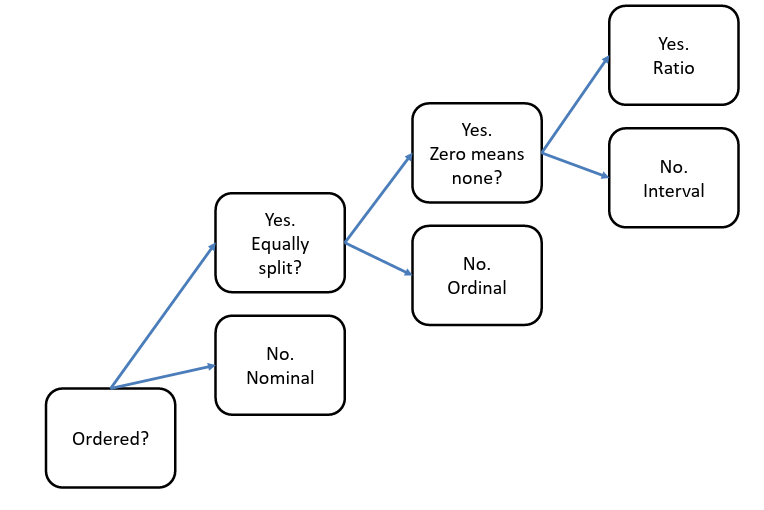 Ordered?
Yes.
Equally
split?
No.
Nominal
Yes.
Zero means
none?
No.
Ordinal
Yes.
Ratio
No.
Interval